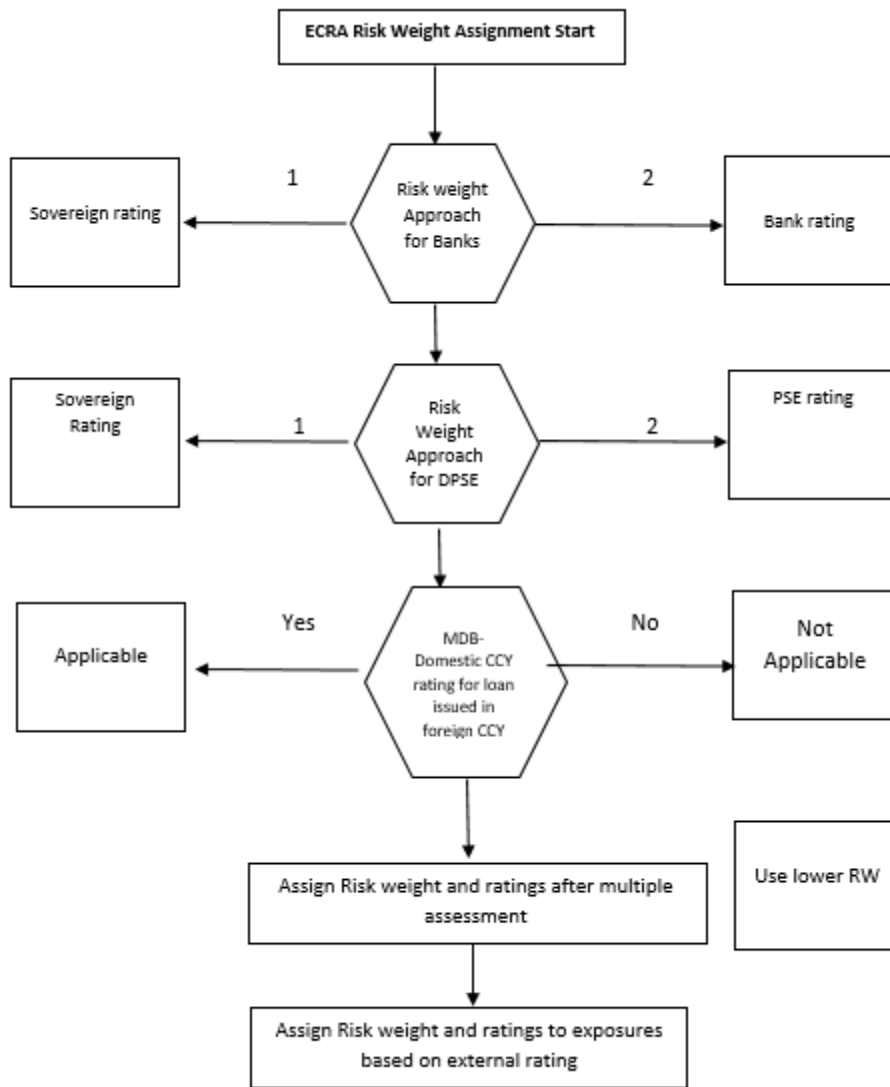 ECRA Risk Weight Assignment Start
1
2
Sovereign rating
Risk weight
Approach
for Banks
Bank rating
Sovereign
Rating
1
Risk
Weight
Approach
for DPSE
2
PSE rating
Applicable
Yes
MDB-
Domestic CCY
rating for loan
issued in
foreign CCY
No
Not
Applicable
Use lower RW
Assign Risk weight and ratings after multiple
assessment
Assign Risk weight and ratings to exposures
based on external rating